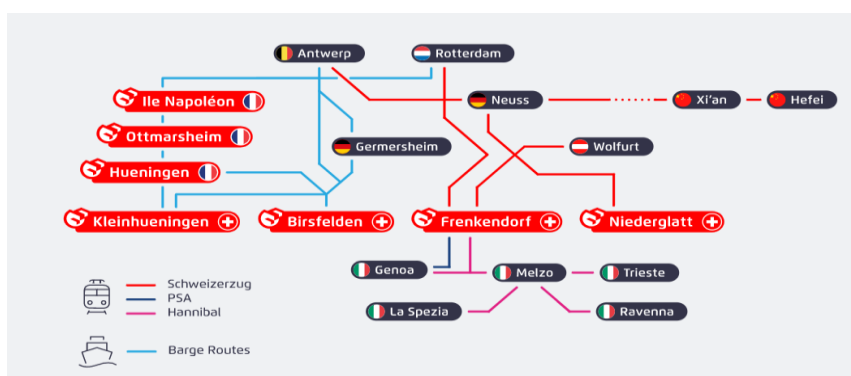 Antwerp
Rotterdam
Ile Napoléon
Neuss
Xi'an
Hefei
Ottmarsheim
Germersheim
Wolfurt
Hueningen
Kleinhueningen
Birsfelden
Frenkendorf
Niederglatt
Genoa
Melzo
Trieste
La Spezia
Ravenna
Schweizerzug
PSA
Hannibal
Barge Routes